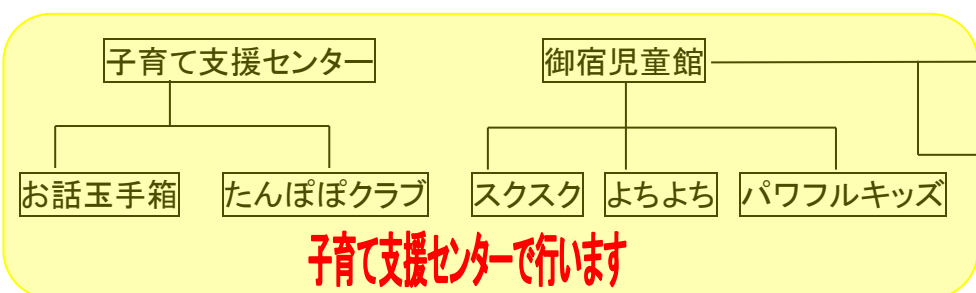 子育て支援センター
御宿児童館
お話玉手箱
たんぽぽクラブ
スクスク
よちよち
パワフルキッズ
子育て支援センターで行います